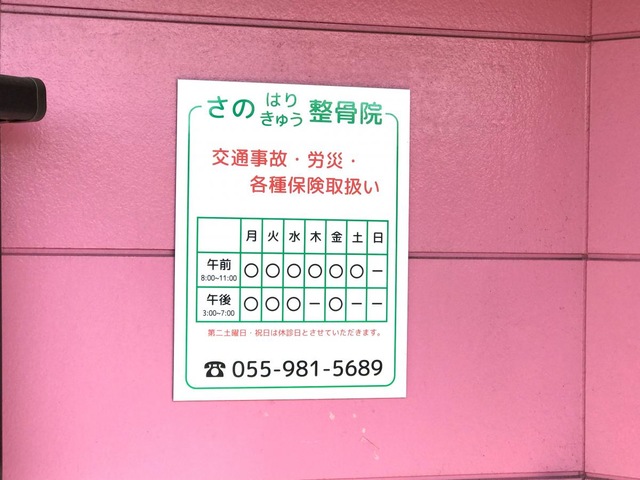 さの はり きゅう 整骨院
交通事故・労災・
各種保険取扱い
月 火 水 木 金 土 日
午前 8:00~11:00 ○ ○ ○ ○ ○ ○ ー
午後 3:00~7:00 ○ ○ ○ ー ○ ー ー
第二土曜日・祝日は休診日とさせていただきます。
☎ 055-981-5689